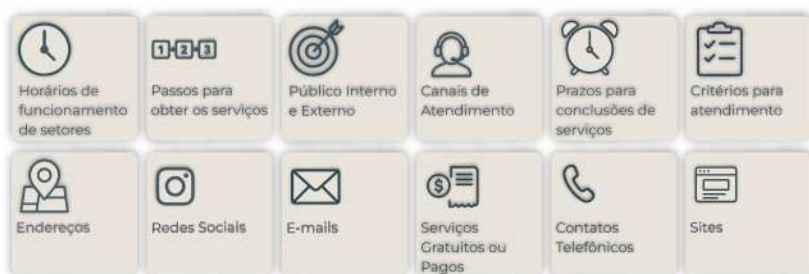 1 2 3
Horários de
funcionamento
de setores
Passos para
obter os serviços
Público Interno
e Externo
Canais de
Atendimento
Prazos para
conclusões de
serviços
Critérios para
atendimento
$
Endereços
Redes Sociais
E-mails
Serviços
Gratuitos ou
Pagos
Contatos
Telefônicos
Sites